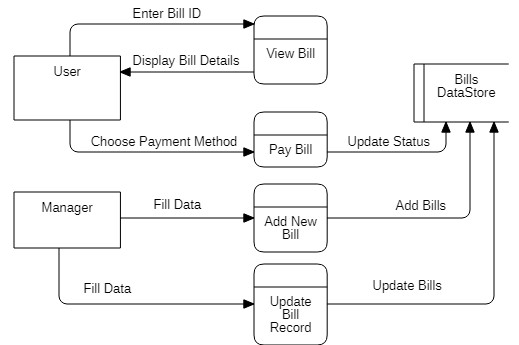 Enter Bill ID
View Bill
Display Bill Details
User
Bills
DataStore
Choose Payment Method
Pay Bill
Update Status
Manager
Fill Data
Add New
Bill
Add Bills
Fill Data
Update
Bill
Record
Update Bills